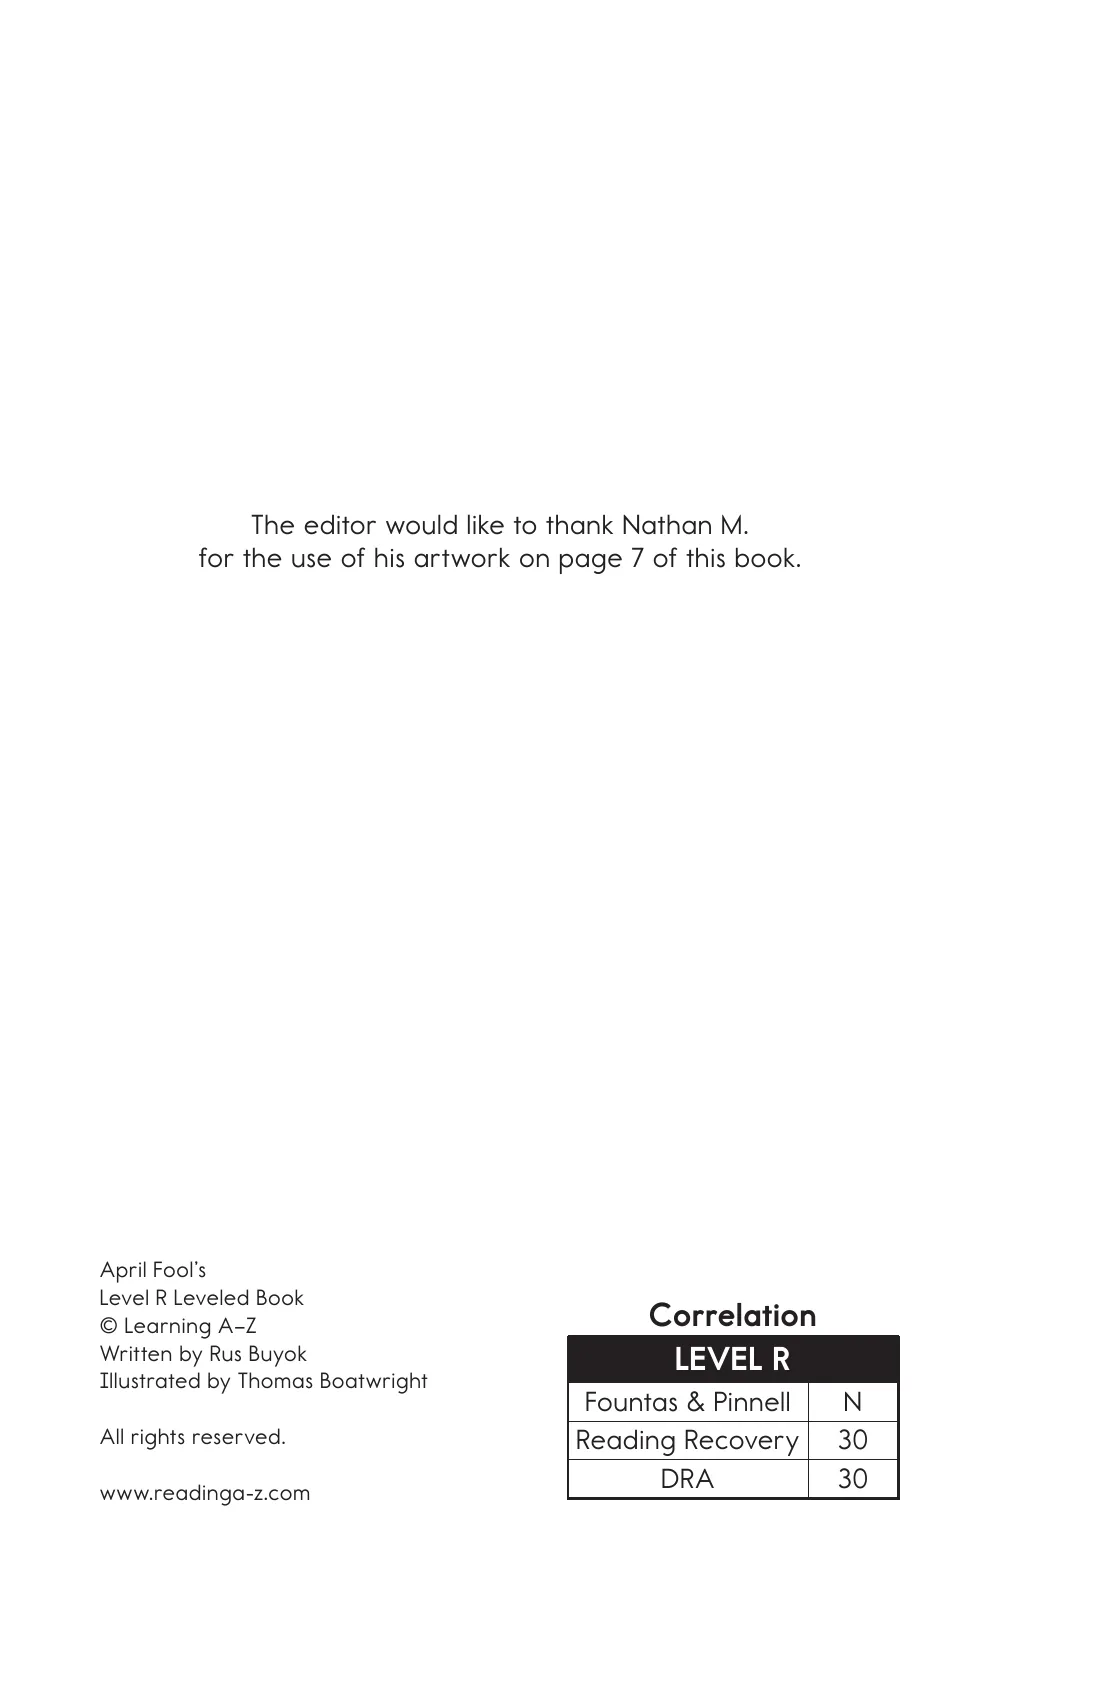 The editor would like to thank Nathan M.
for the use of his artwork on page 7 of this book.
April Fool's
Level R Leveled Book
© Learning A–Z
Written by Rus Buyok
Illustrated by Thomas Boatwright
All rights reserved.
www.readinga-z.com
Correlation
LEVEL R
Fountas & Pinnell N
Reading Recovery 30
DRA 30